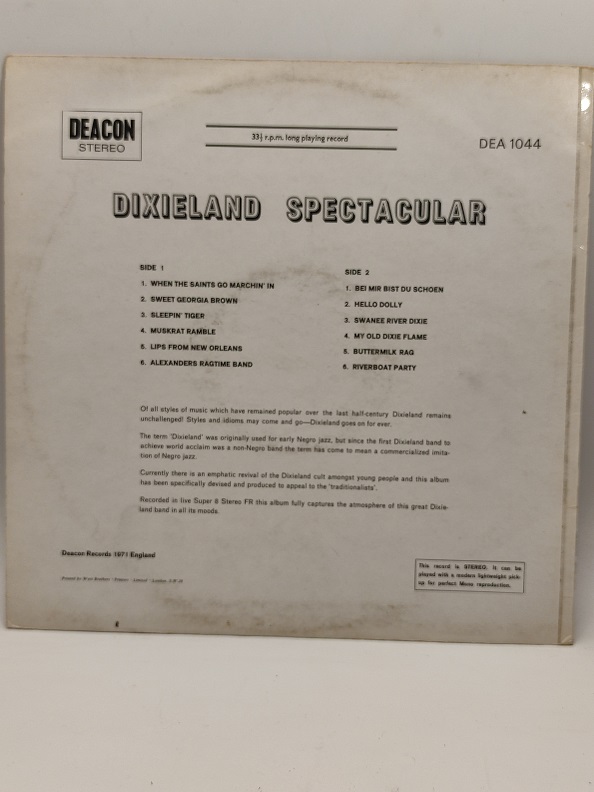 DEACON
STEREO
33⅓ r.p.m. long playing record
DEA 1044
DIXIELAND SPECTACULAR
SIDE 1
1. WHEN THE SAINTS GO MARCHIN' IN
2. SWEET GEORGIA BROWN
3. SLEEPIN' TIGER
4. MUSKRAT RAMBLE
5. LIPS FROM NEW ORLEANS
6. ALEXANDERS RAGTIME BAND
SIDE 2
1. BEI MIR BIST DU SCHOEN
2. HELLO DOLLY
3. SWANEE RIVER DIXIE
4. MY OLD DIXIE FLAME
5. BUTTERMILK RAG
6. RIVERBOAT PARTY
Of all styles of music which have remained popular over the last half-century Dixieland remains
unchallenged! Styles and idioms may come and go—Dixieland goes on for ever.
The term 'Dixieland' was originally used for early Negro jazz, but since the first Dixieland band to
achieve world acclaim was a non-Negro band the term has come to mean a commercialized imita-
tion of Negro jazz.
Currently there is an emphatic revival of the Dixieland cult amongst young people and this album
has been specifically devised and produced to appeal to the 'traditionalists'.
Recorded in live Super 8 Stereo FR this album fully captures the atmosphere of this great Dixie-
land band in all its moods.
Deacon Records 1971 England
This record is STEREO. It can be
played with a modern lightweight pick-
up for perfect Mono reproduction.